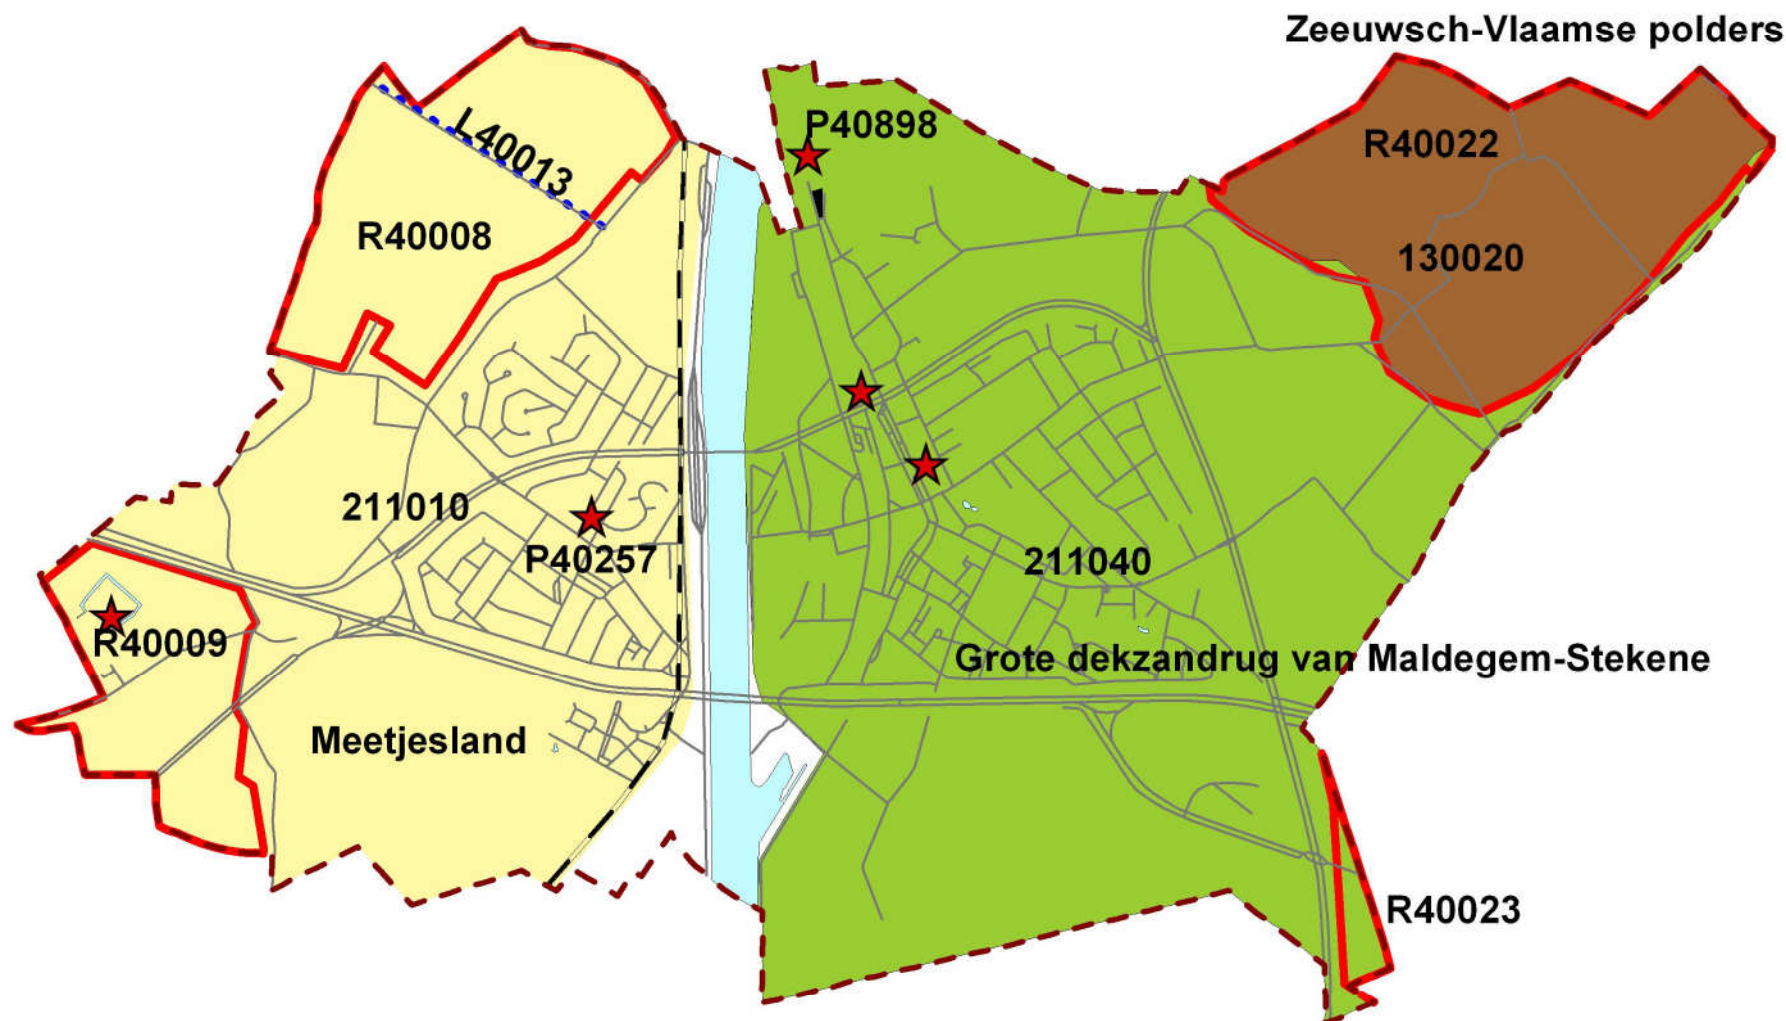 Zeeuwsch-Vlaamse polders
P40898
L40013
R40022
R40008
130020
211010
P40257
211040
R40009
Grote dekzandrug van Maldegem-Stekene
Meetjesland
R40023